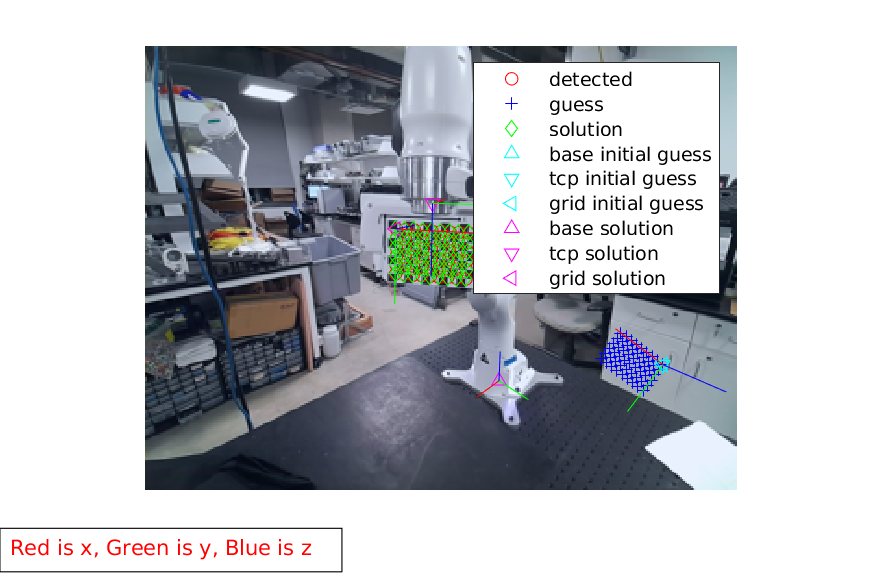 detected
guess
solution
base initial guess
tcp initial guess
grid initial guess
base solution
tcp solution
grid solution
Red is x, Green is y, Blue is z